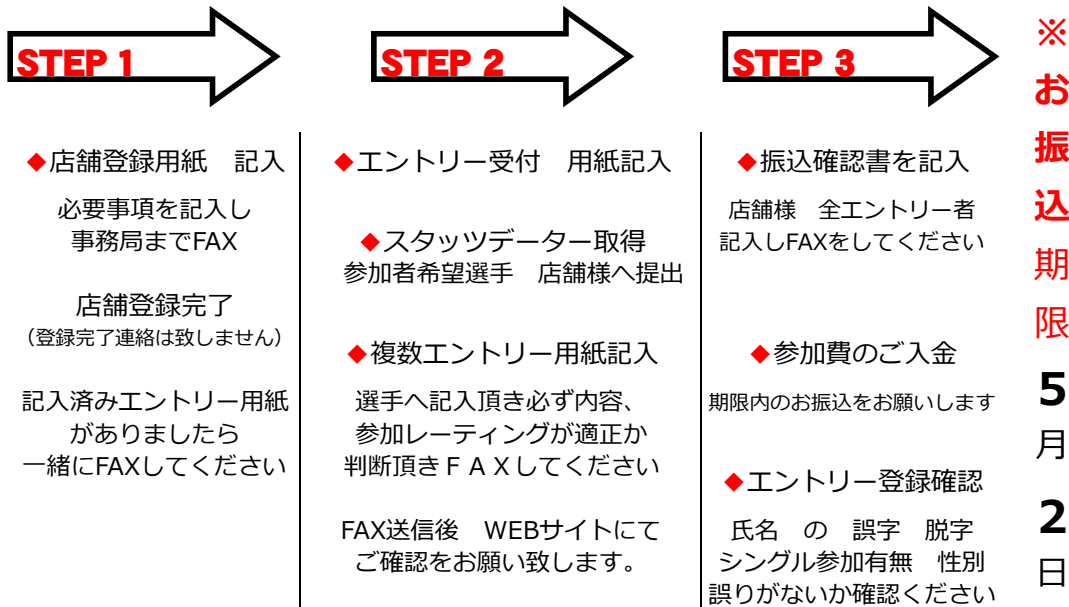 STEP 1
◆店舗登録用紙　記入
必要事項を記入し
事務局までFAX
店舗登録完了
（登録完了連絡は致しません）
記入済みエントリー用紙
がありましたら
一緒にFAXしてください
STEP 2
◆エントリー受付　用紙記入
◆スタッツデーター取得
参加者希望選手　店舗様へ提出
◆複数エントリー用紙記入
選手へ記入頂き必ず内容、
参加レーティングが適正か
判断頂きＦＡＸしてください
FAX送信後　WEBサイトにて
ご確認をお願い致します。
STEP 3
◆振込確認書を記入
店舗様　全エントリー者
記入しFAXをしてください
◆参加費のご入金
期限内のお振込をお願いします
◆エントリー登録確認
氏名　の　誤字　脱字
シングル参加有無　性別
誤りがないか確認ください
※お振込期限5月2日